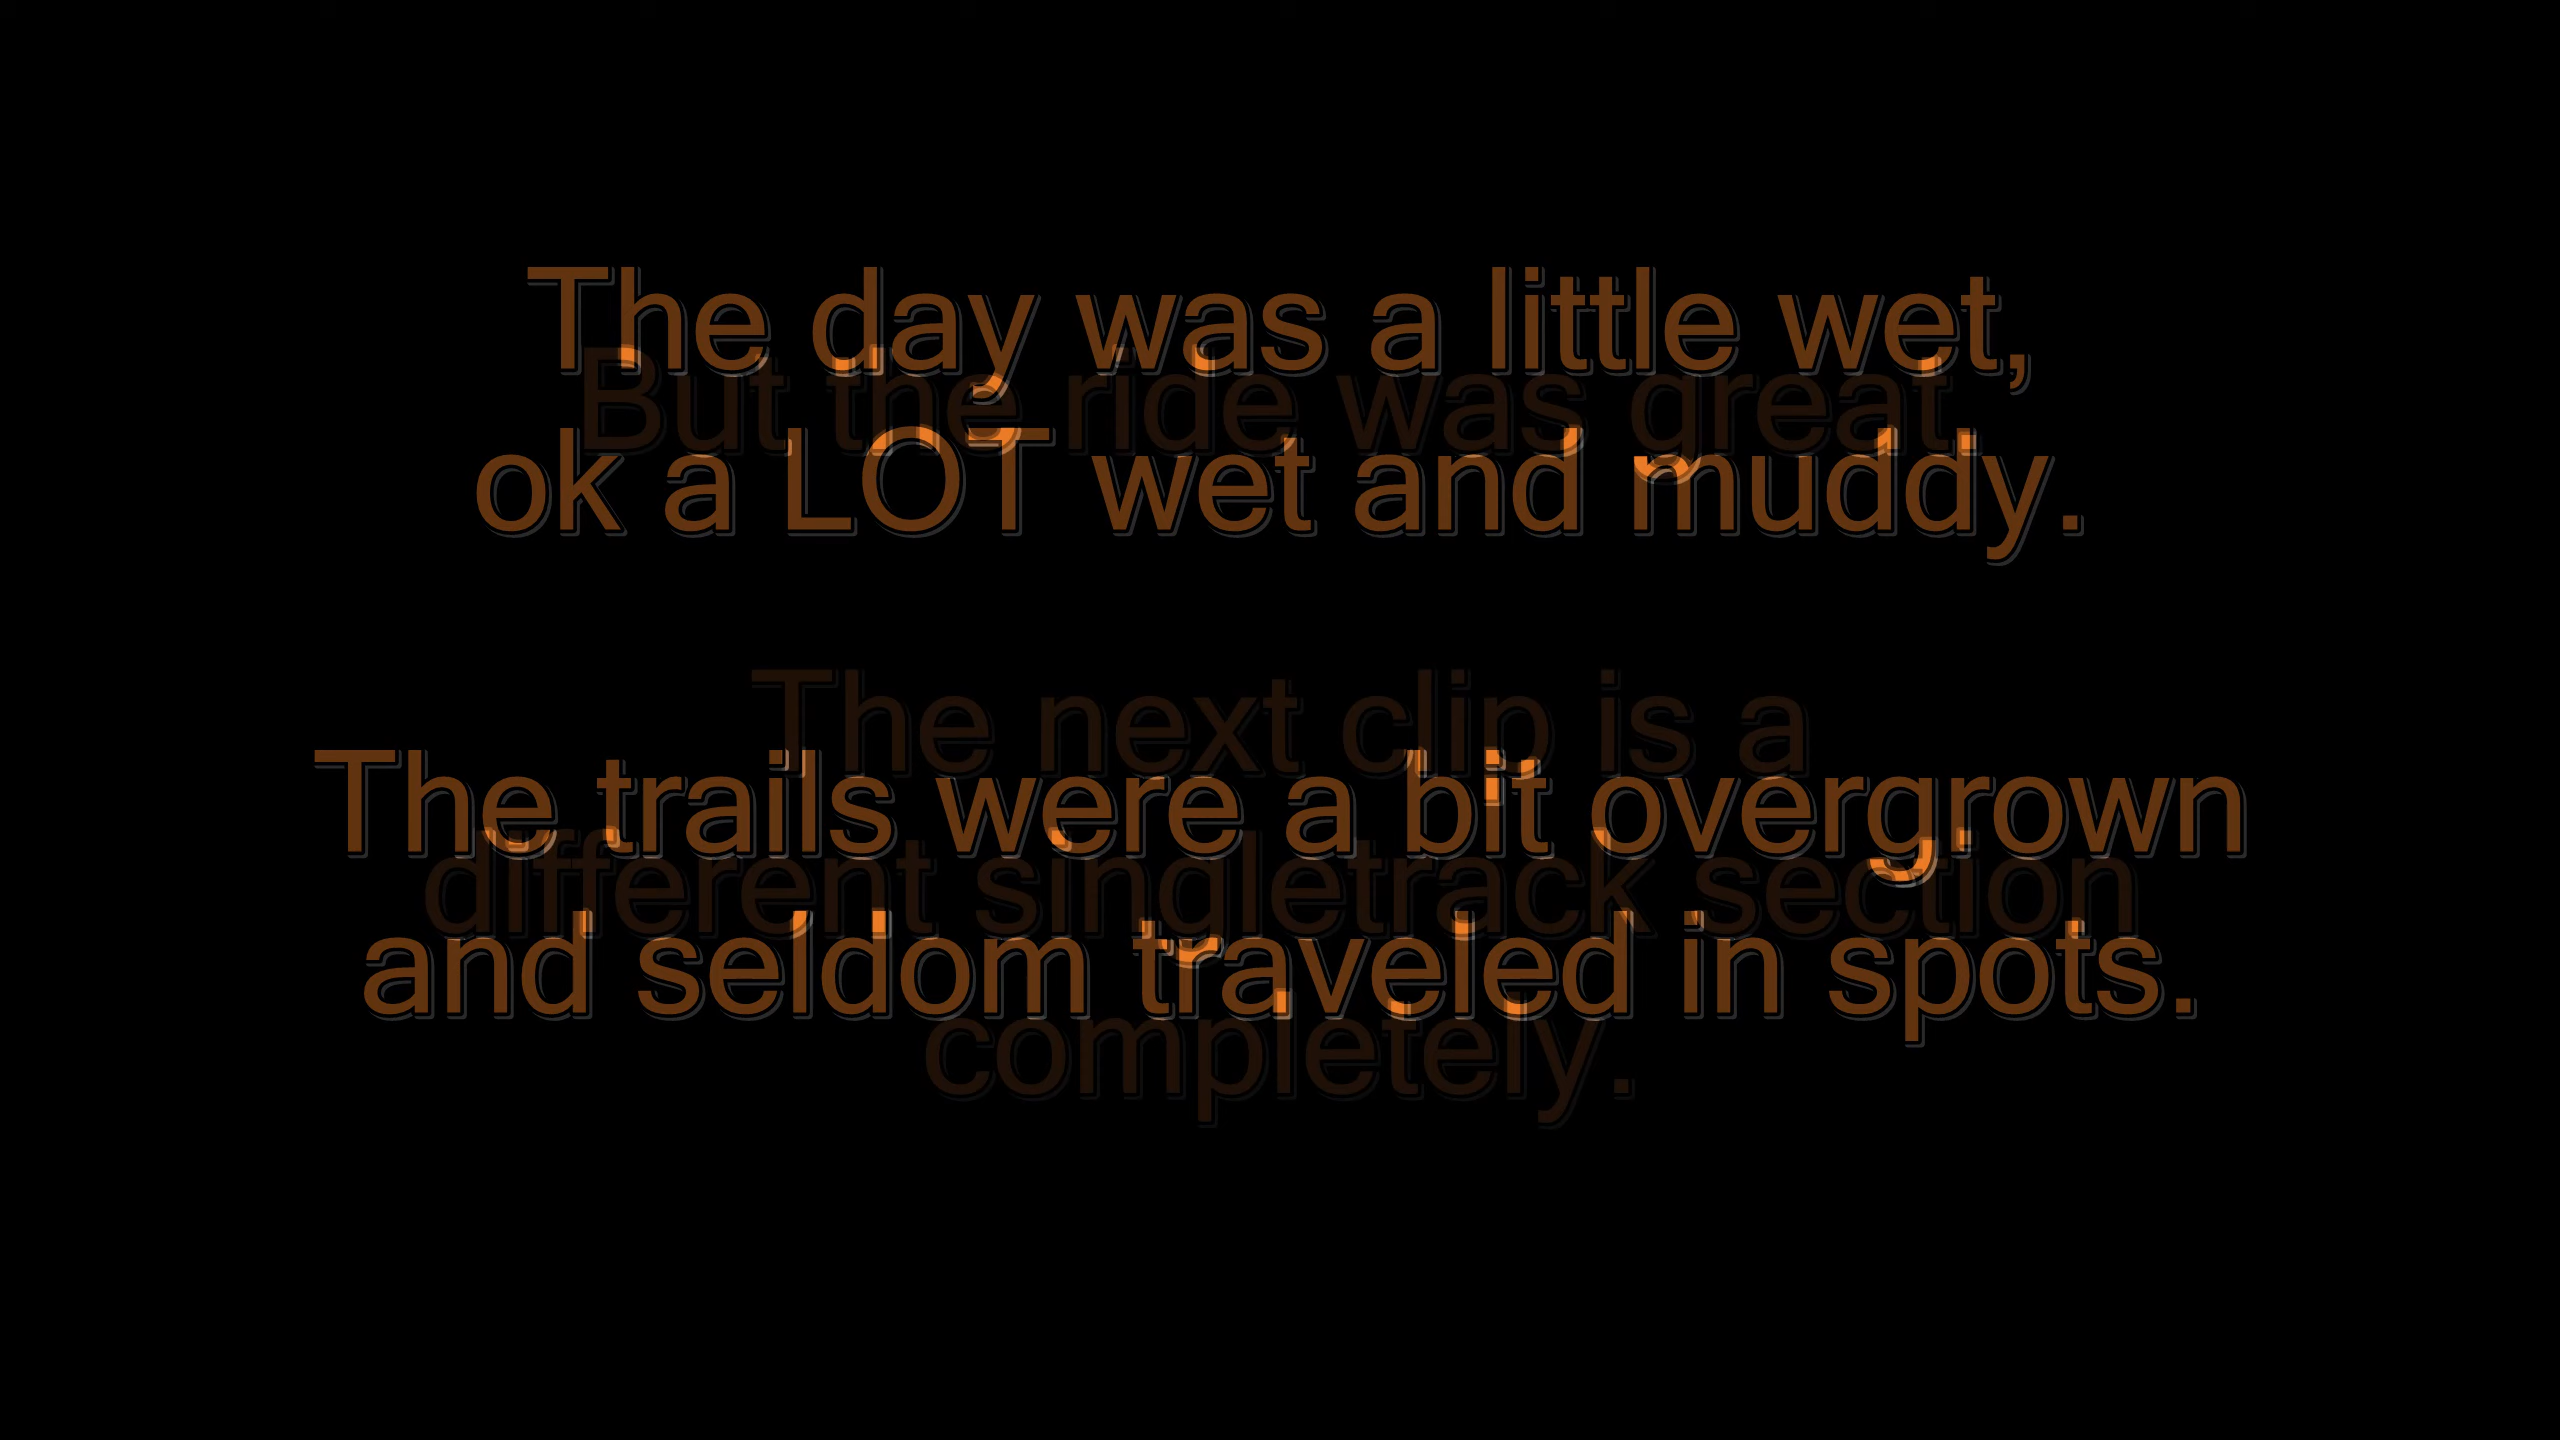 The day was a little wet,
But the ride was great
ok a LOT wet and muddy.
The next clip is a
The trails were a bit overgrown
different singletrack section
and seldom traveled in spots.
completely.